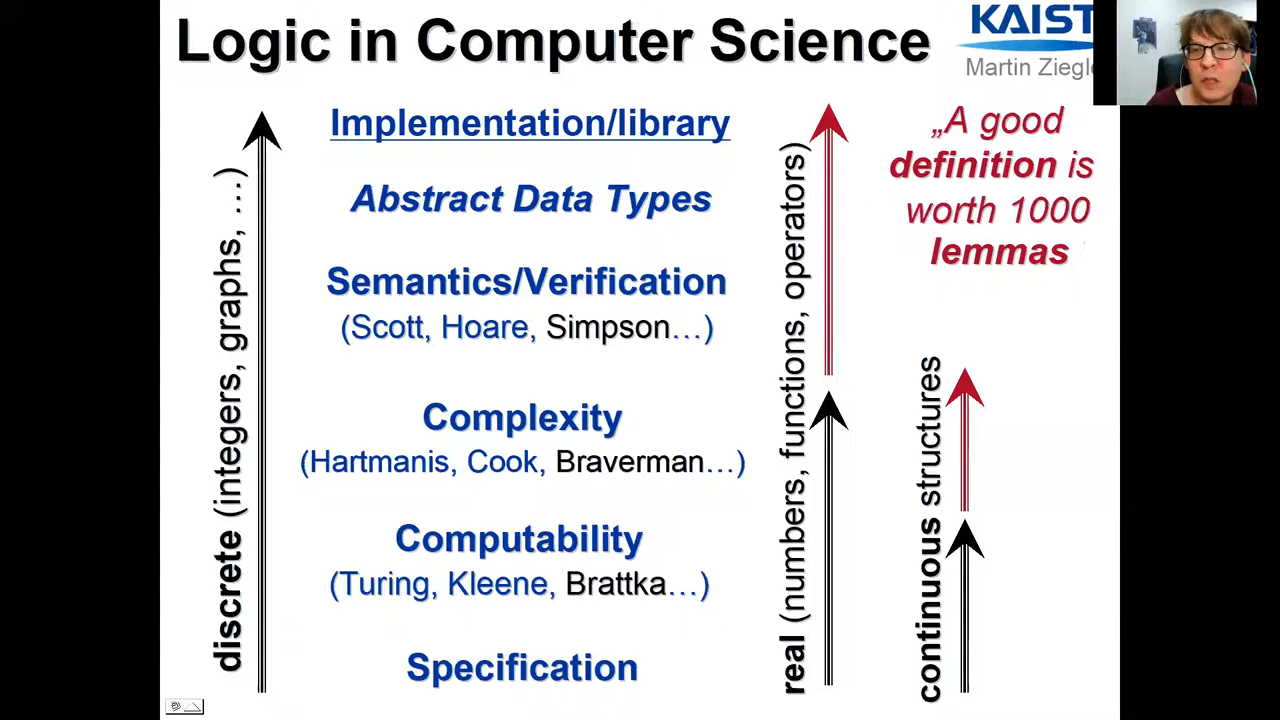 Logic in Computer Science
KAIST
Martin Ziegle
Implementation/library
Abstract Data Types
Semantics/Verification
(Scott, Hoare, Simpson…)
Complexity
(Hartmanis, Cook, Braverman…)
Computability
(Turing, Kleene, Brattka…)
Specification
discrete (integers, graphs, …)
real (numbers, functions, operators)
continuous structures
„A good
definition is
worth 1000
lemmas